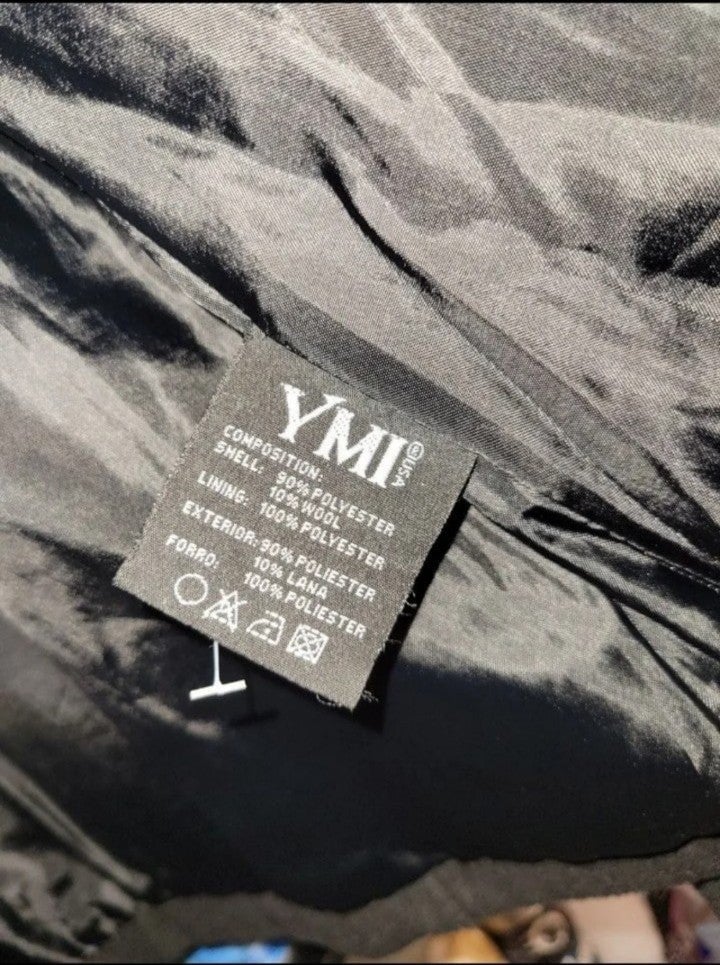 YMI®USA
COMPOSITION:
SHELL: 90% POLYESTER
10% WOOL
LINING: 100% POLYESTER
EXTERIOR: 90% POLIESTER
10% LANA
FORRO: 100% POLIESTER